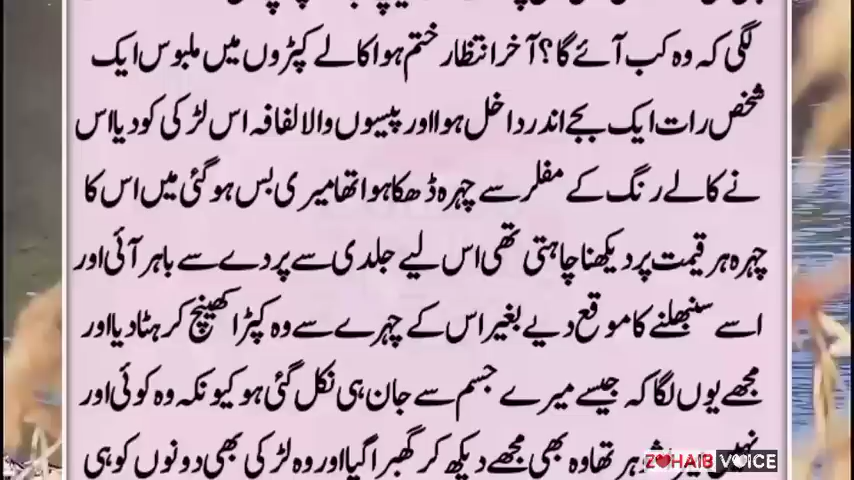 لگی کہ وہ کب آئے گا؟ آخر انتظار ختم ہوا کالے کپڑوں میں ملبوس ایک
شخص رات ایک بجے اندر داخل ہوا اور پیسوں والا لفافہ اس لڑکی کو دیا اس
نے کالے رنگ کے مفلر سے چہرہ ڈھکا ہوا تھا میری بس ہوگئی میں اس کا
چہرہ ہر قیمت پر دیکھنا چاہتی تھی اس لیے جلدی سے پردے سے باہر آئی اور
اسے سنبھلنے کا موقع دیے بغیر اس کے چہرے سے وہ کپڑا کھینچ کر ہٹا دیا اور
مجھے یوں لگا کہ جیسے میرے جسم سے جان ہی نکل گئی ہو کیونکہ وہ کوئی اور
نہیں تھا وہ بھی مجھے دیکھ کر گھبرا گیا اور وہ لڑکی بھی دونوں کو ہی
ZOHAIB VOICE